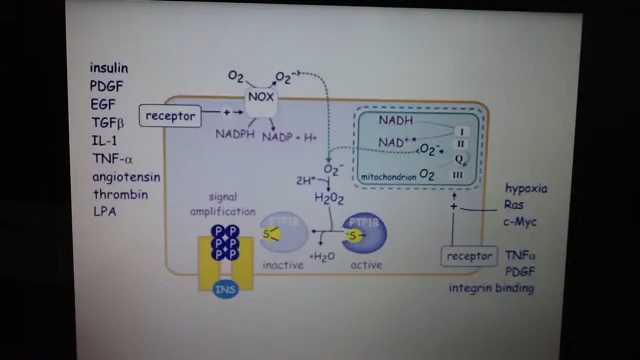 insulin
PDGF
EGF
TGFβ
IL-1
TNF-α
angiotensin
thrombin
LPA
receptor
+
O₂
O₂⁻
NOX
NADPH
NADP + H+
O₂⁻
2H⁺
H₂O₂
NADH
NAD⁺
O₂⁻
O₂
mitochondrion
I
II
Q
III
signal
amplification
P P
P P
P P
INS
PTP1B
S
inactive
+H₂O
PTP1B
-S-
active
+
hypoxia
Ras
c-Myc
receptor
TNFα
PDGF
integrin binding